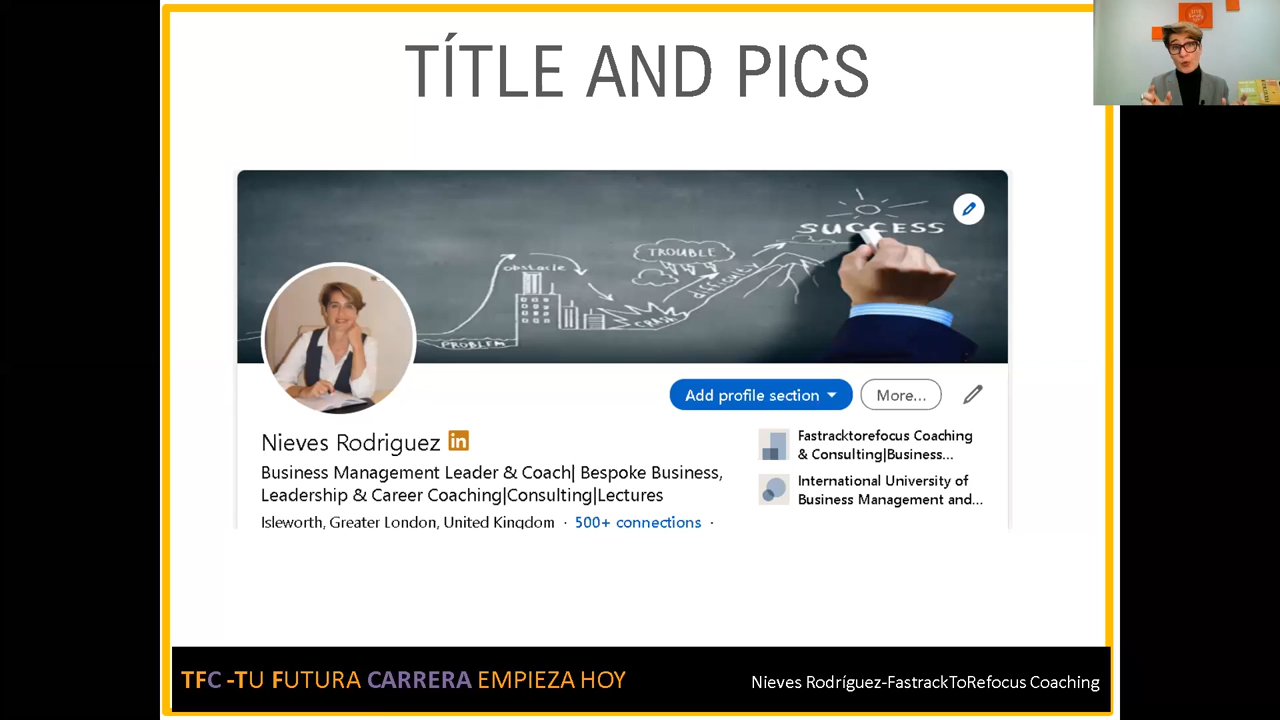 TÍTLE AND PICS
SUCCESS
TROUBLE
obstacle
difficulty
CRASH
PROBLEM
Add profile section
More...
Nieves Rodriguez in
Business Management Leader & Coach| Bespoke Business,
Leadership & Career Coaching|Consulting|Lectures
Isleworth, Greater London, United Kingdom · 500+ connections ·
Fastracktorefocus Coaching
& Consulting|Business...
International University of
Business Management and...
TFC -TU FUTURA CARRERA EMPIEZA HOY
Nieves Rodríguez-FastrackToRefocus Coaching